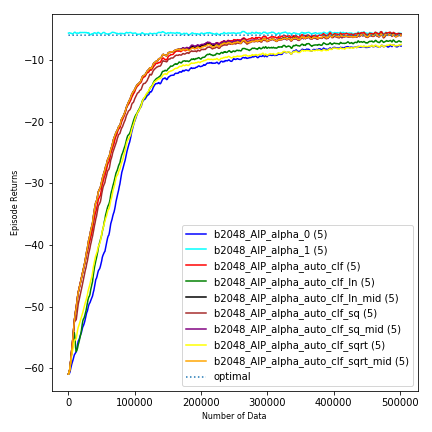 −10
−20
−30
−40
−50
−60
Episode Returns
b2048_AIP_alpha_0 (5)
b2048_AIP_alpha_1 (5)
b2048_AIP_alpha_auto_clf (5)
b2048_AIP_alpha_auto_clf_ln (5)
b2048_AIP_alpha_auto_clf_ln_mid (5)
b2048_AIP_alpha_auto_clf_sq (5)
b2048_AIP_alpha_auto_clf_sq_mid (5)
b2048_AIP_alpha_auto_clf_sqrt (5)
b2048_AIP_alpha_auto_clf_sqrt_mid (5)
optimal
0 100000 200000 300000 400000 500000
Number of Data